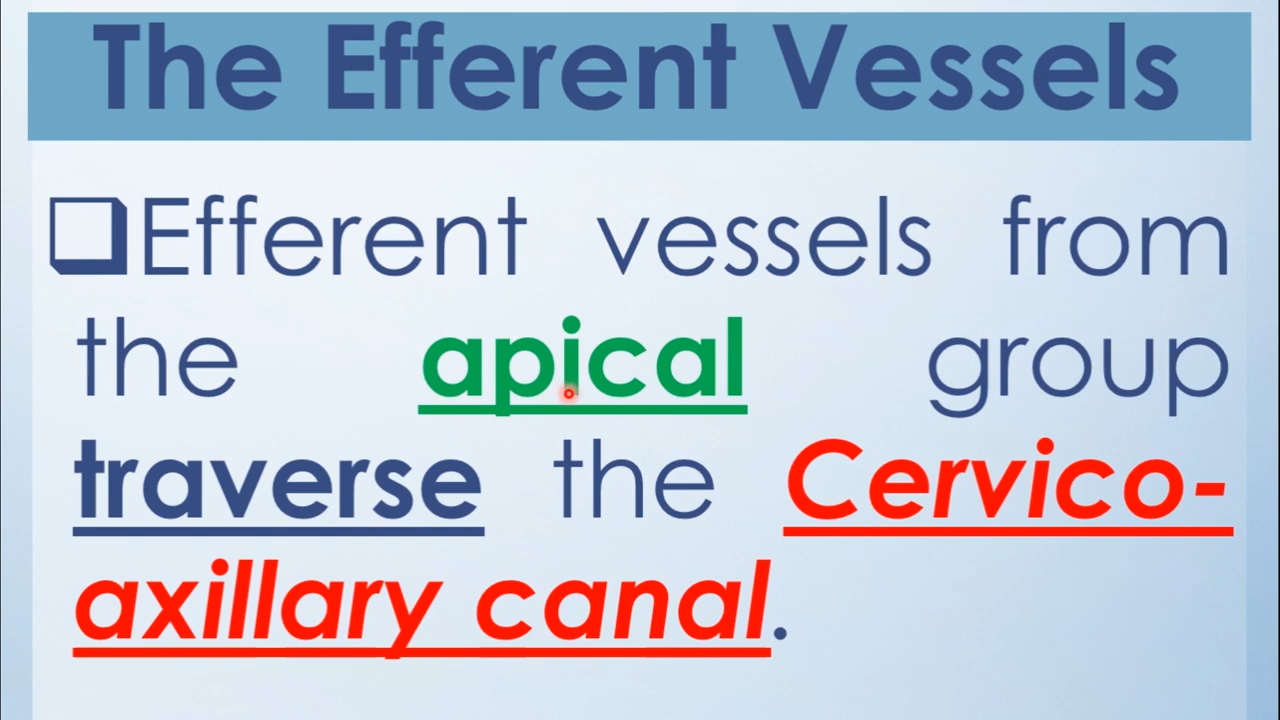 The Efferent Vessels
❑Efferent vessels from
the apical group
traverse the Cervico-
axillary canal.